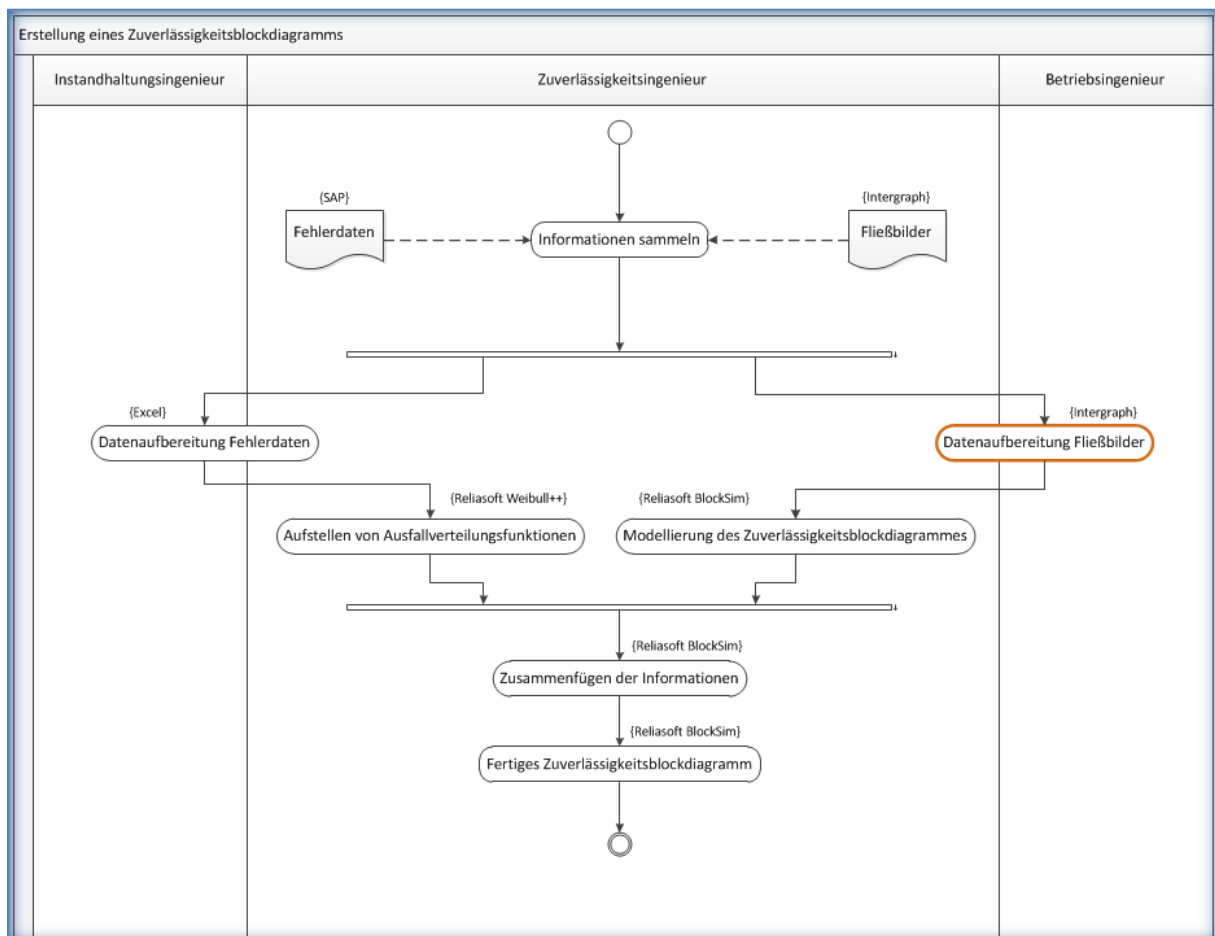 Erstellung eines Zuverlässigkeitsblockdiagramms
Instandhaltungsingenieur
Zuverlässigkeitsingenieur
Betriebsingenieur
{SAP}
{Intergraph}
Fehlerdaten
Informationen sammeln
Fließbilder
{Excel}
{Intergraph}
Datenaufbereitung Fehlerdaten
Datenaufbereitung Fließbilder
{Reliasoft Weibull++}
{Reliasoft BlockSim}
Aufstellen von Ausfallverteilungsfunktionen
Modellierung des Zuverlässigkeitsblockdiagrammes
{Reliasoft BlockSim}
Zusammenfügen der Informationen
{Reliasoft BlockSim}
Fertiges Zuverlässigkeitsblockdiagramm